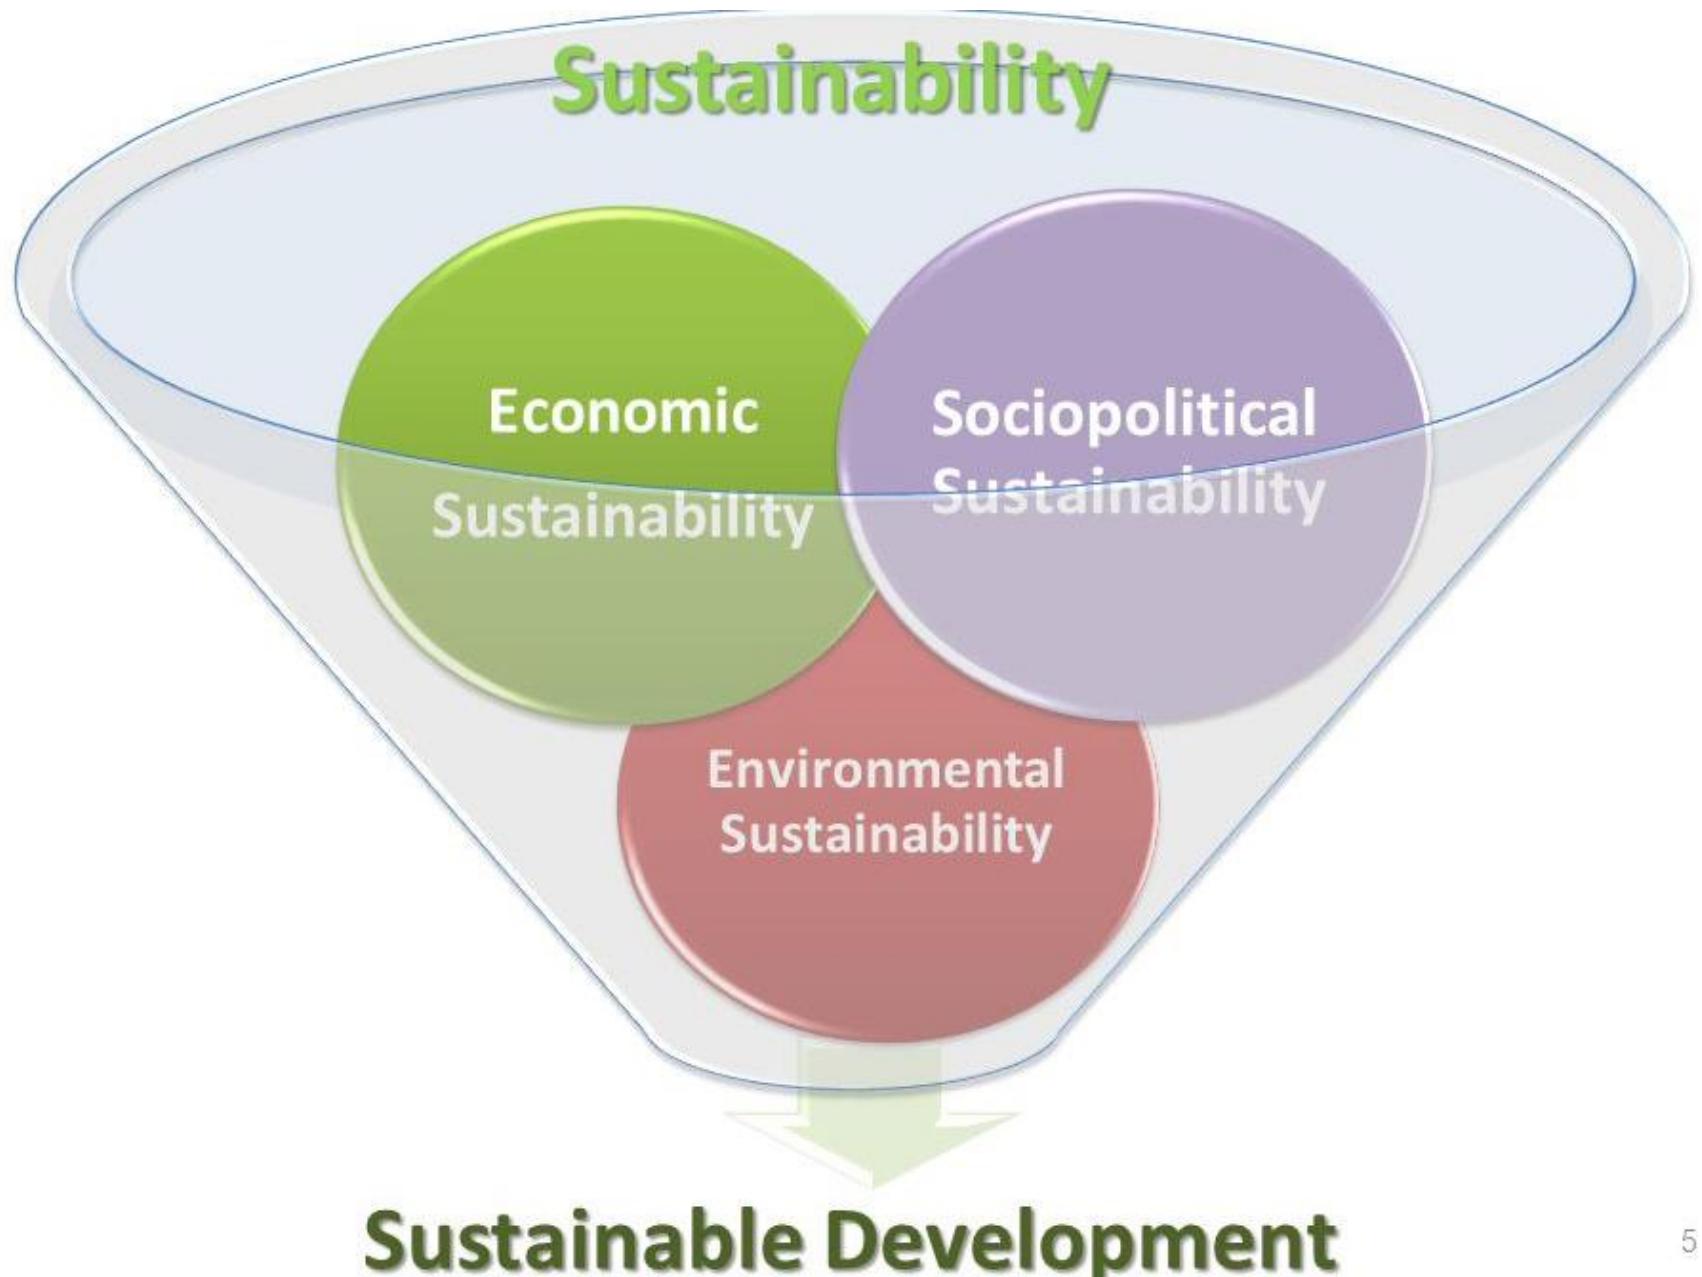 Sustainability
Economic
Sustainability
Sociopolitical
Sustainability
Environmental
Sustainability
Sustainable Development
5